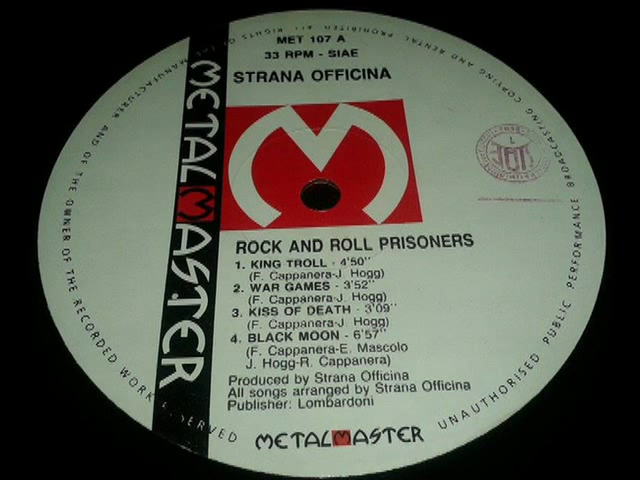 MET 107 A
33 RPM - SIAE
STRANA OFFICINA
METALMASTER
ROCK AND ROLL PRISONERS
1. KING TROLL - 4'50"
(F. Cappanera-J. Hogg)
2. WAR GAMES - 3'52"
(F. Cappanera-J. Hogg)
3. KISS OF DEATH - 3'09"
(F. Cappanera-J. Hogg)
4. BLACK MOON - 6'57"
(F. Cappanera-E. Mascolo
J. Hogg-R. Cappanera)
Produced by Strana Officina
All songs arranged by Strana Officina
Publisher: Lombardoni
METALMASTER
MANUFACTURER AND OF THE OWNER OF THE RECORDED WORK RESERVED
UNAUTHORISED PUBLIC PERFORMANCE BROADCASTING COPYING AND RENTAL PROHIBITED ALL RIGHTS OF THE